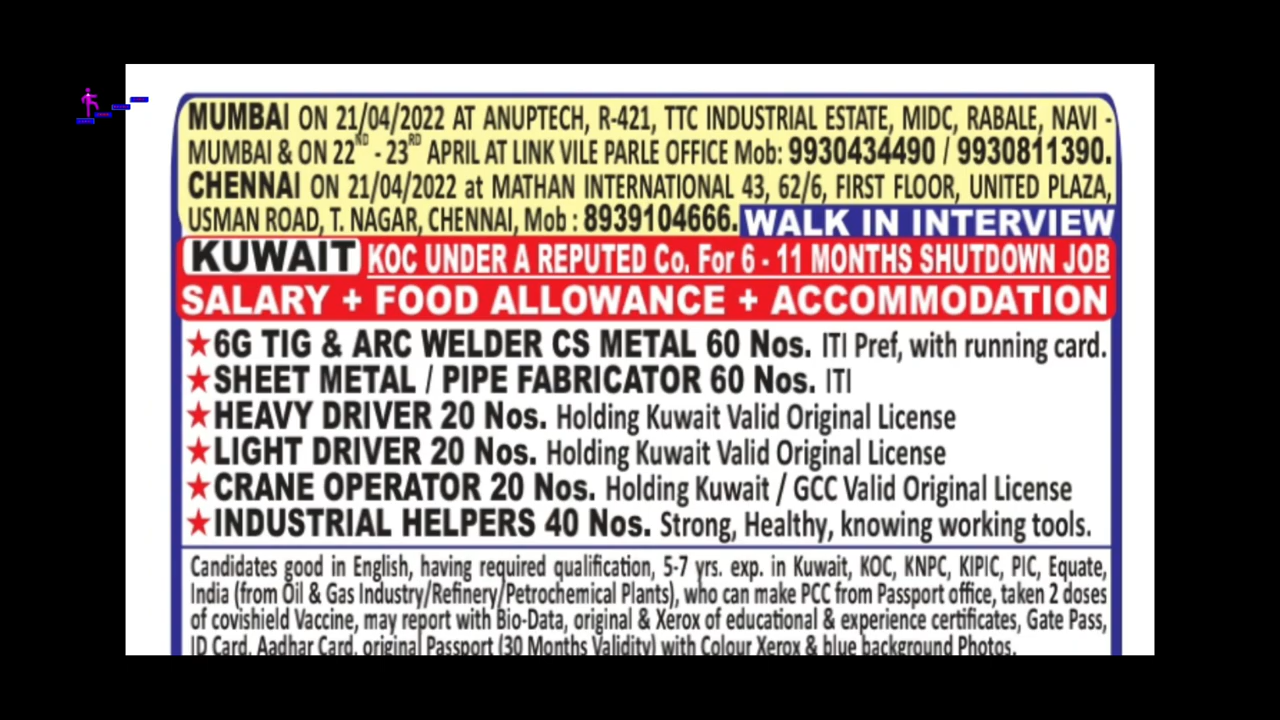 MUMBAI ON 21/04/2022 AT ANUPTECH, R-421, TTC INDUSTRIAL ESTATE, MIDC, RABALE, NAVI -
MUMBAI & ON 22ND - 23RD APRIL AT LINK VILE PARLE OFFICE Mob: 9930434490 / 9930811390.
CHENNAI ON 21/04/2022 at MATHAN INTERNATIONAL 43, 62/6, FIRST FLOOR, UNITED PLAZA,
USMAN ROAD, T. NAGAR, CHENNAI, Mob : 8939104666. WALK IN INTERVIEW
KUWAIT KOC UNDER A REPUTED Co. For 6 - 11 MONTHS SHUTDOWN JOB
SALARY + FOOD ALLOWANCE + ACCOMMODATION
★6G TIG & ARC WELDER CS METAL 60 Nos. ITI Pref, with running card.
★SHEET METAL / PIPE FABRICATOR 60 Nos. ITI
★HEAVY DRIVER 20 Nos. Holding Kuwait Valid Original License
★LIGHT DRIVER 20 Nos. Holding Kuwait Valid Original License
★CRANE OPERATOR 20 Nos. Holding Kuwait / GCC Valid Original License
★INDUSTRIAL HELPERS 40 Nos. Strong, Healthy, knowing working tools.
Candidates good in English, having required qualification, 5-7 yrs. exp. in Kuwait, KOC, KNPC, KIPIC, PIC, Equate,
India (from Oil & Gas Industry/Refinery/Petrochemical Plants), who can make PCC from Passport office, taken 2 doses
of covishield Vaccine, may report with Bio-Data, original & Xerox of educational & experience certificates, Gate Pass,
ID Card, Aadhar Card, original Passport (30 Months Validity) with Colour Xerox & blue background Photos.